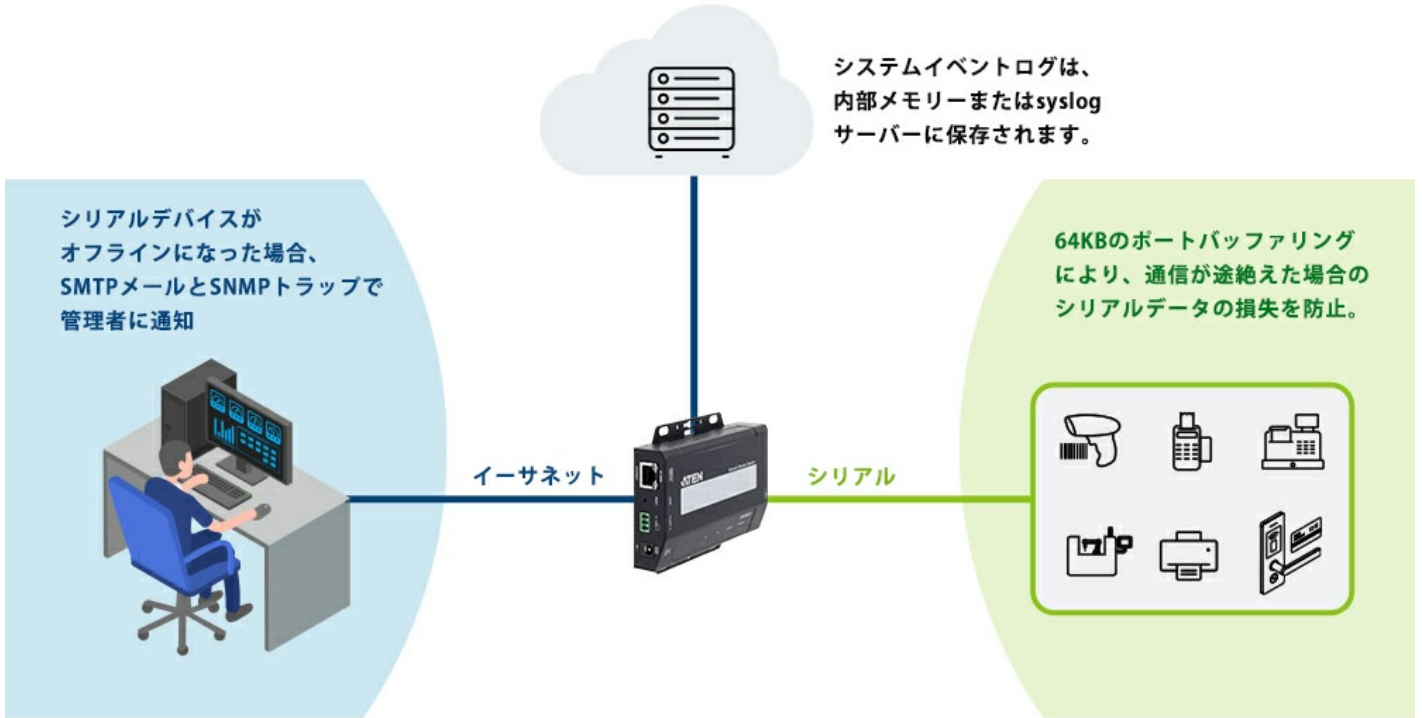 システムイベントログは、
内部メモリーまたはsyslog
サーバーに保存されます。
シリアルデバイスが
オフラインになった場合、
SMTPメールとSNMPトラップで
管理者に通知
64KBのポートバッファリング
により、通信が途絶えた場合の
シリアルデータの損失を防止。
イーサネット
シリアル
ATEN